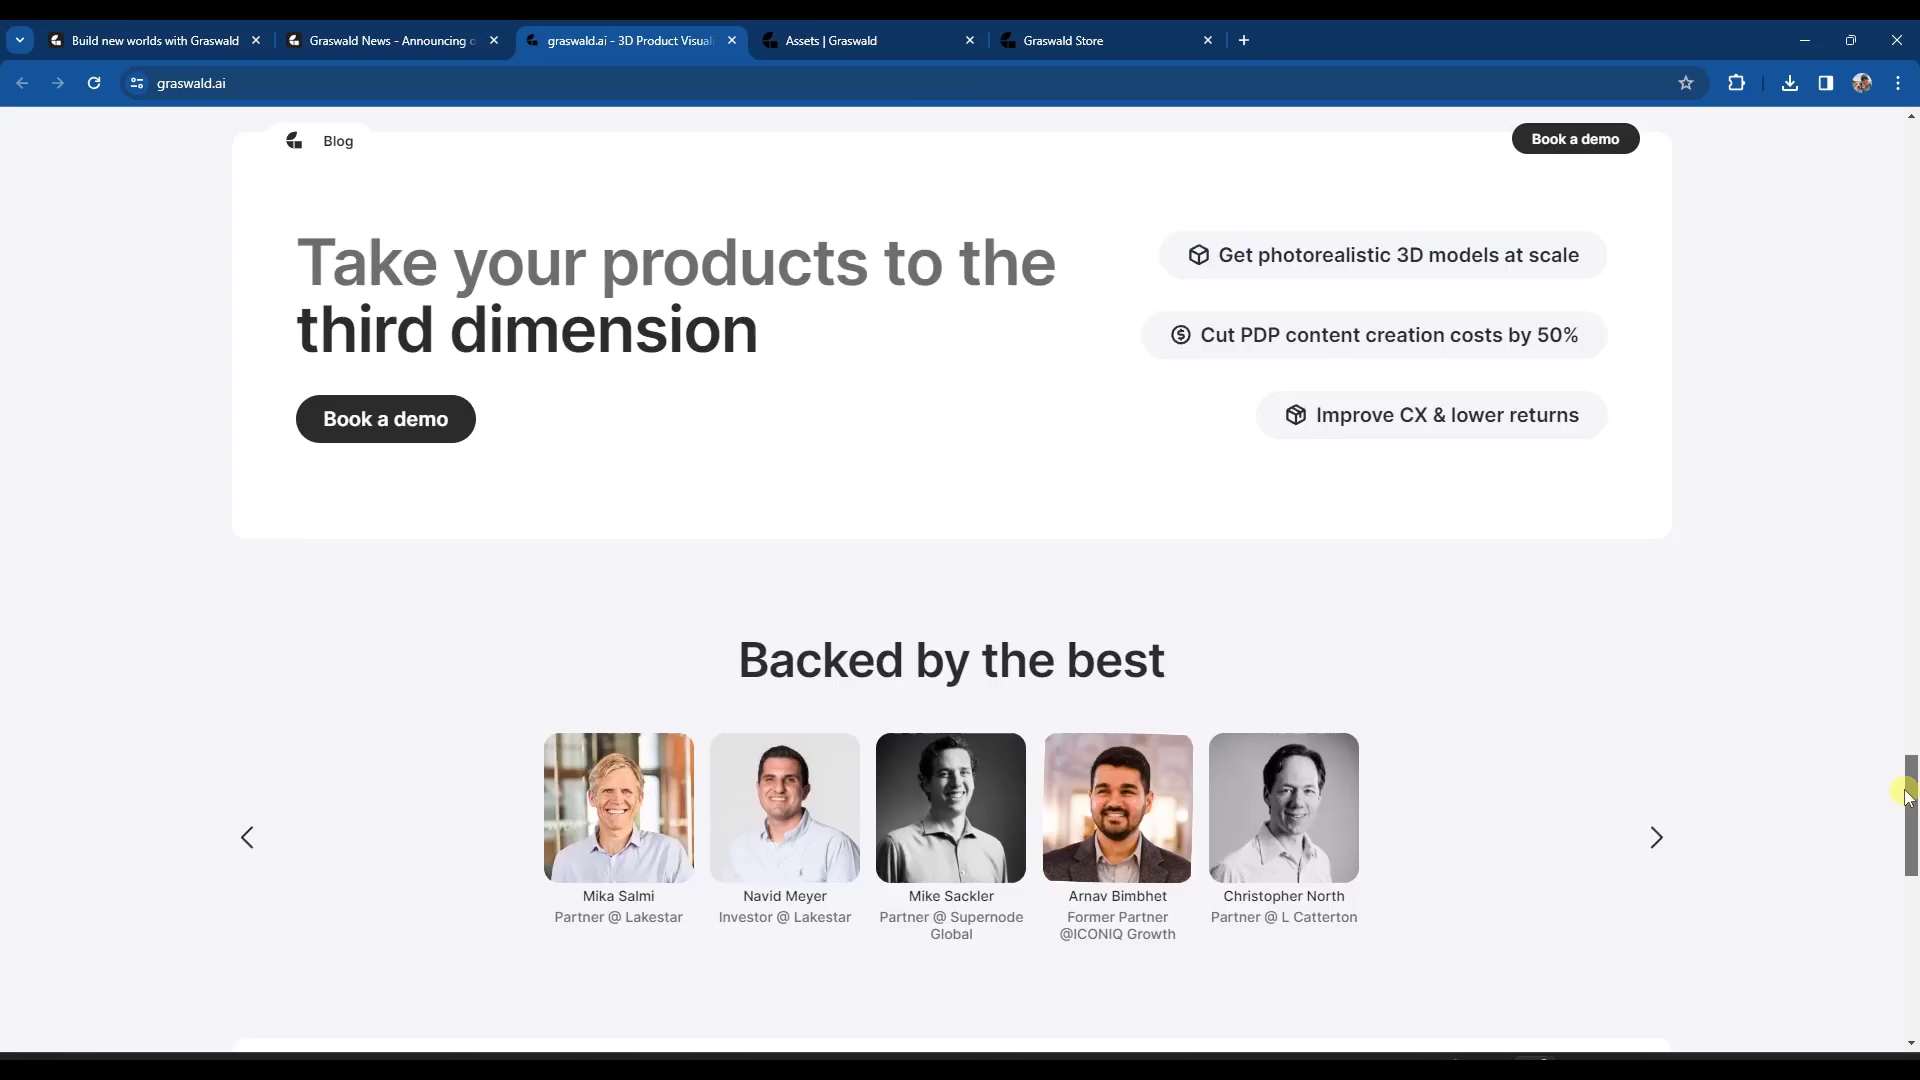 Build new worlds with Graswald
Graswald News - Announcing
graswald.ai - 3D Product Visual
Assets | Graswald
Graswald Store
graswald.ai
Blog
Book a demo
Take your products to the
third dimension
Book a demo
Get photorealistic 3D models at scale
Cut PDP content creation costs by 50%
Improve CX & lower returns
Backed by the best
Mika Salmi
Partner @ Lakestar
Navid Meyer
Investor @ Lakestar
Mike Sackler
Partner @ Supernode
Global
Arnav Bimbhet
Former Partner
@ICONIQ Growth
Christopher North
Partner @ L Catterton